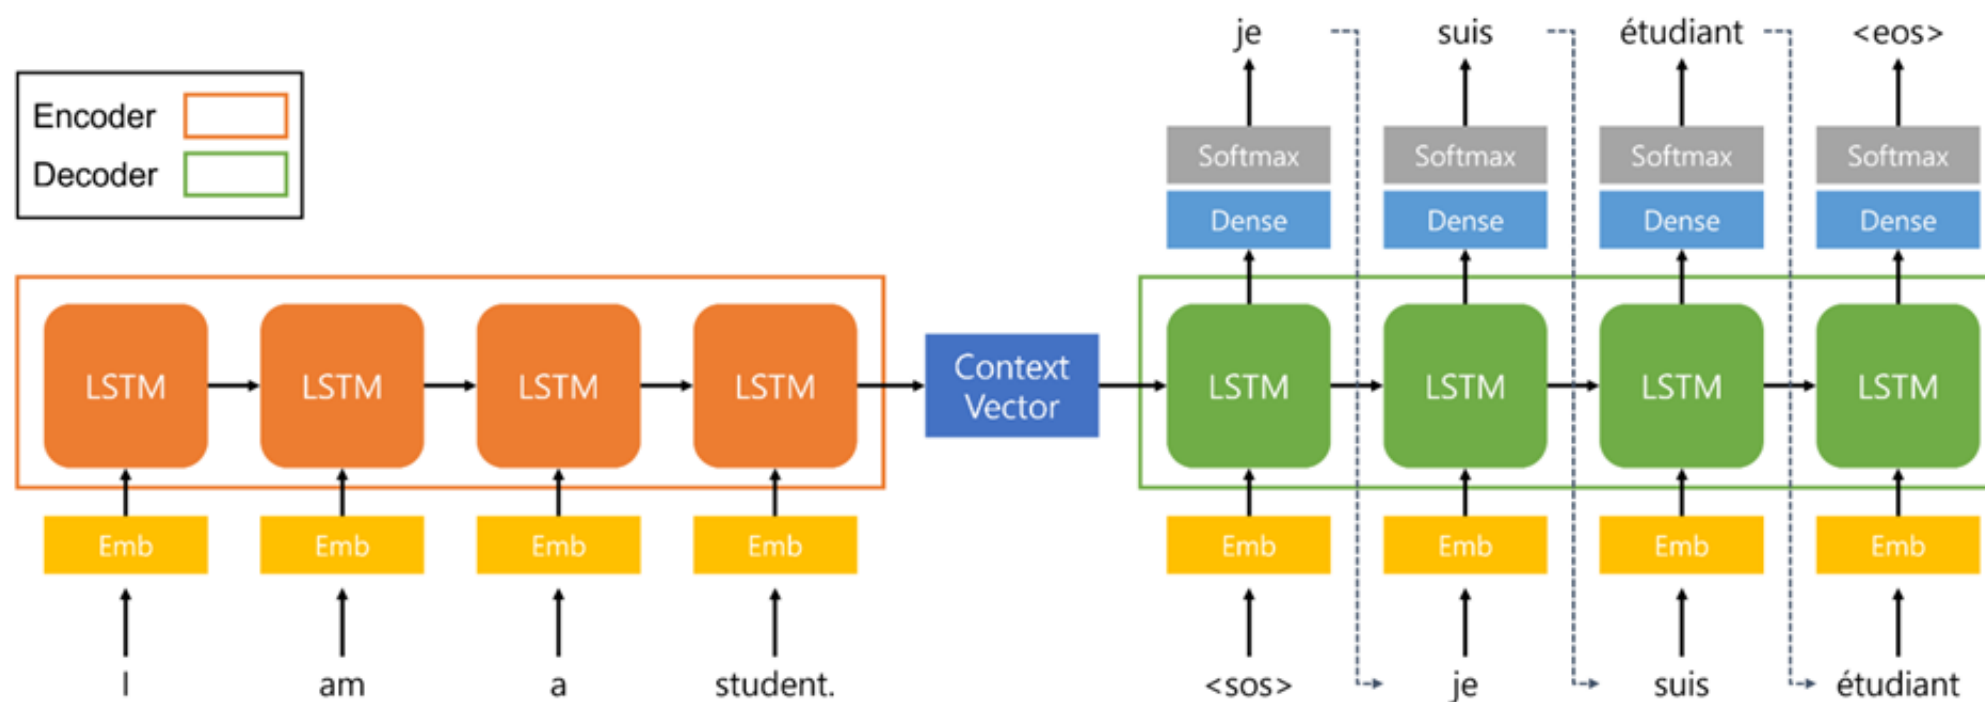 je suis étudiant <eos>
Encoder
Decoder
Softmax Softmax Softmax Softmax
Dense Dense Dense Dense
LSTM LSTM LSTM LSTM
Context
Vector
LSTM LSTM LSTM LSTM
Emb Emb Emb Emb
Emb Emb Emb Emb
I am a student.
<sos> je suis étudiant